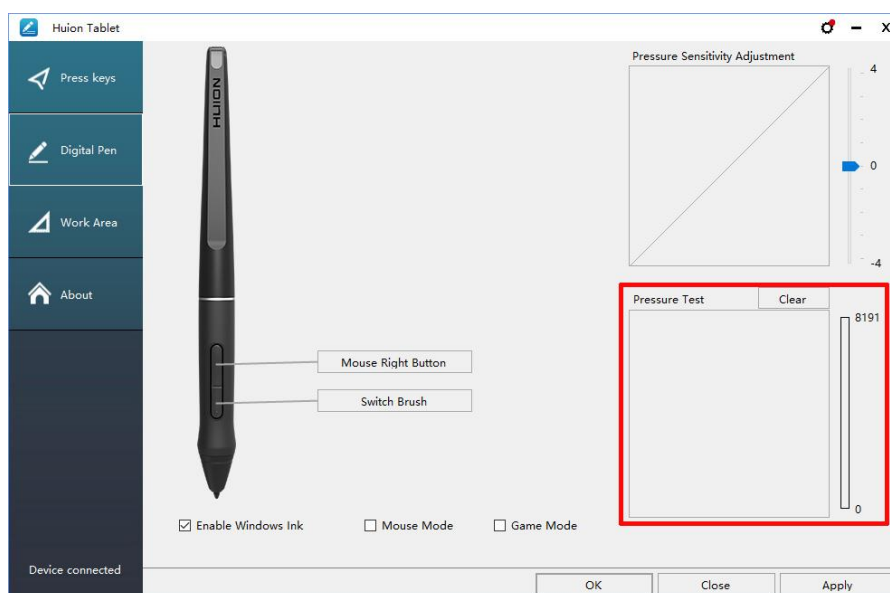 Huion Tablet
X
Press keys
Digital Pen
Work Area
About
Device connected
HUION
Mouse Right Button
Switch Brush
Enable Windows Ink
Mouse Mode
Game Mode
Pressure Sensitivity Adjustment
4
0
-4
Pressure Test
Clear
8191
0
OK
Close
Apply